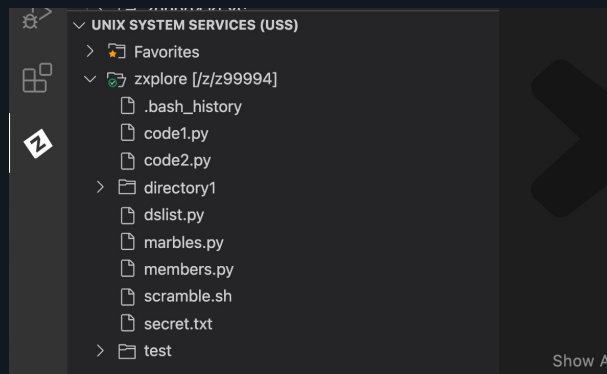 UNIX SYSTEM SERVICES (USS)
Favorites
zxplore [/z/z99994]
.bash_history
code1.py
code2.py
directory1
dslist.py
marbles.py
members.py
scramble.sh
secret.txt
test
Show